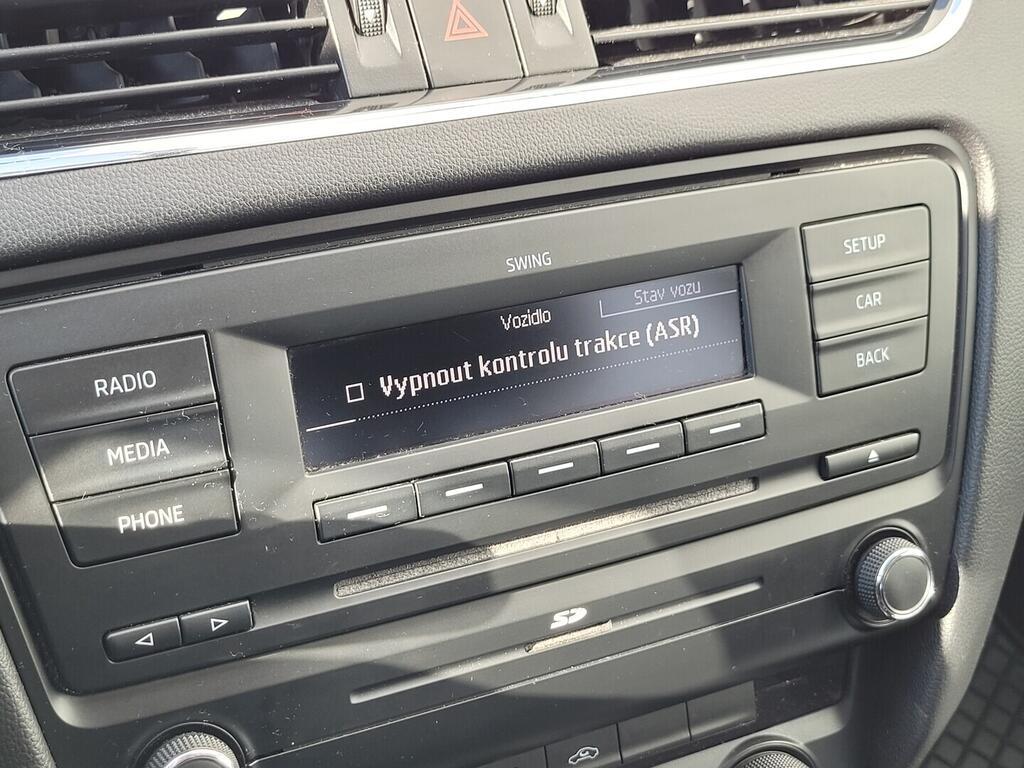 SWING
SETUP
CAR
BACK
Stav vozu
Vozidlo
Vypnout kontrolu trakce (ASR)
RADIO
MEDIA
PHONE
SD